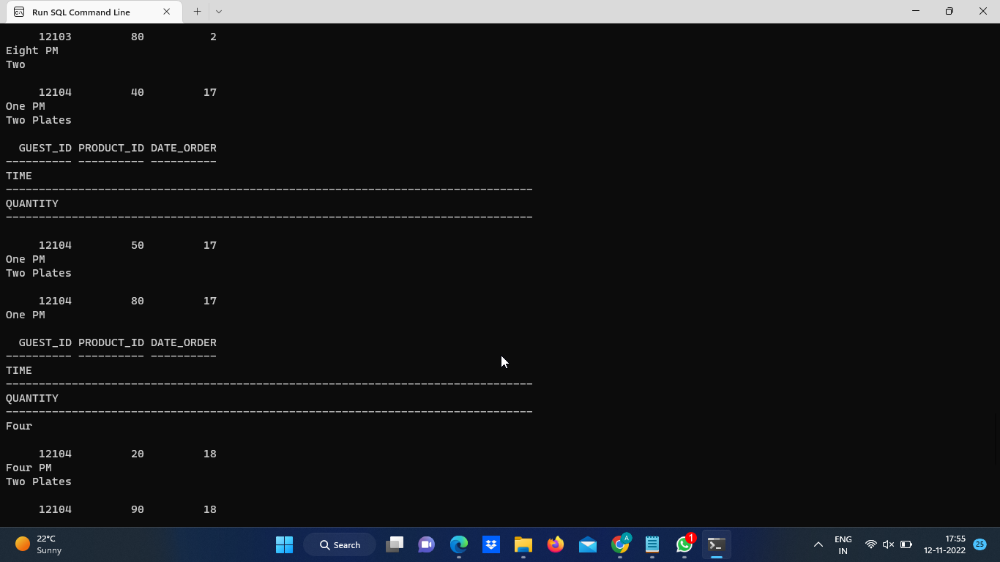 Run SQL Command Line
12103 80 2
Eight PM
Two
12104 40 17
One PM
Two Plates
GUEST_ID PRODUCT_ID DATE_ORDER
---------- ---------- ----------
TIME
--------------------------------------------------------------------------------
QUANTITY
--------------------------------------------------------------------------------
12104 50 17
One PM
Two Plates
12104 80 17
One PM
GUEST_ID PRODUCT_ID DATE_ORDER
---------- ---------- ----------
TIME
--------------------------------------------------------------------------------
QUANTITY
--------------------------------------------------------------------------------
Four
12104 20 18
Four PM
Two Plates
12104 90 18
22°C
Sunny
Search
A
1
ENG
IN
17:55
12-11-2022
25